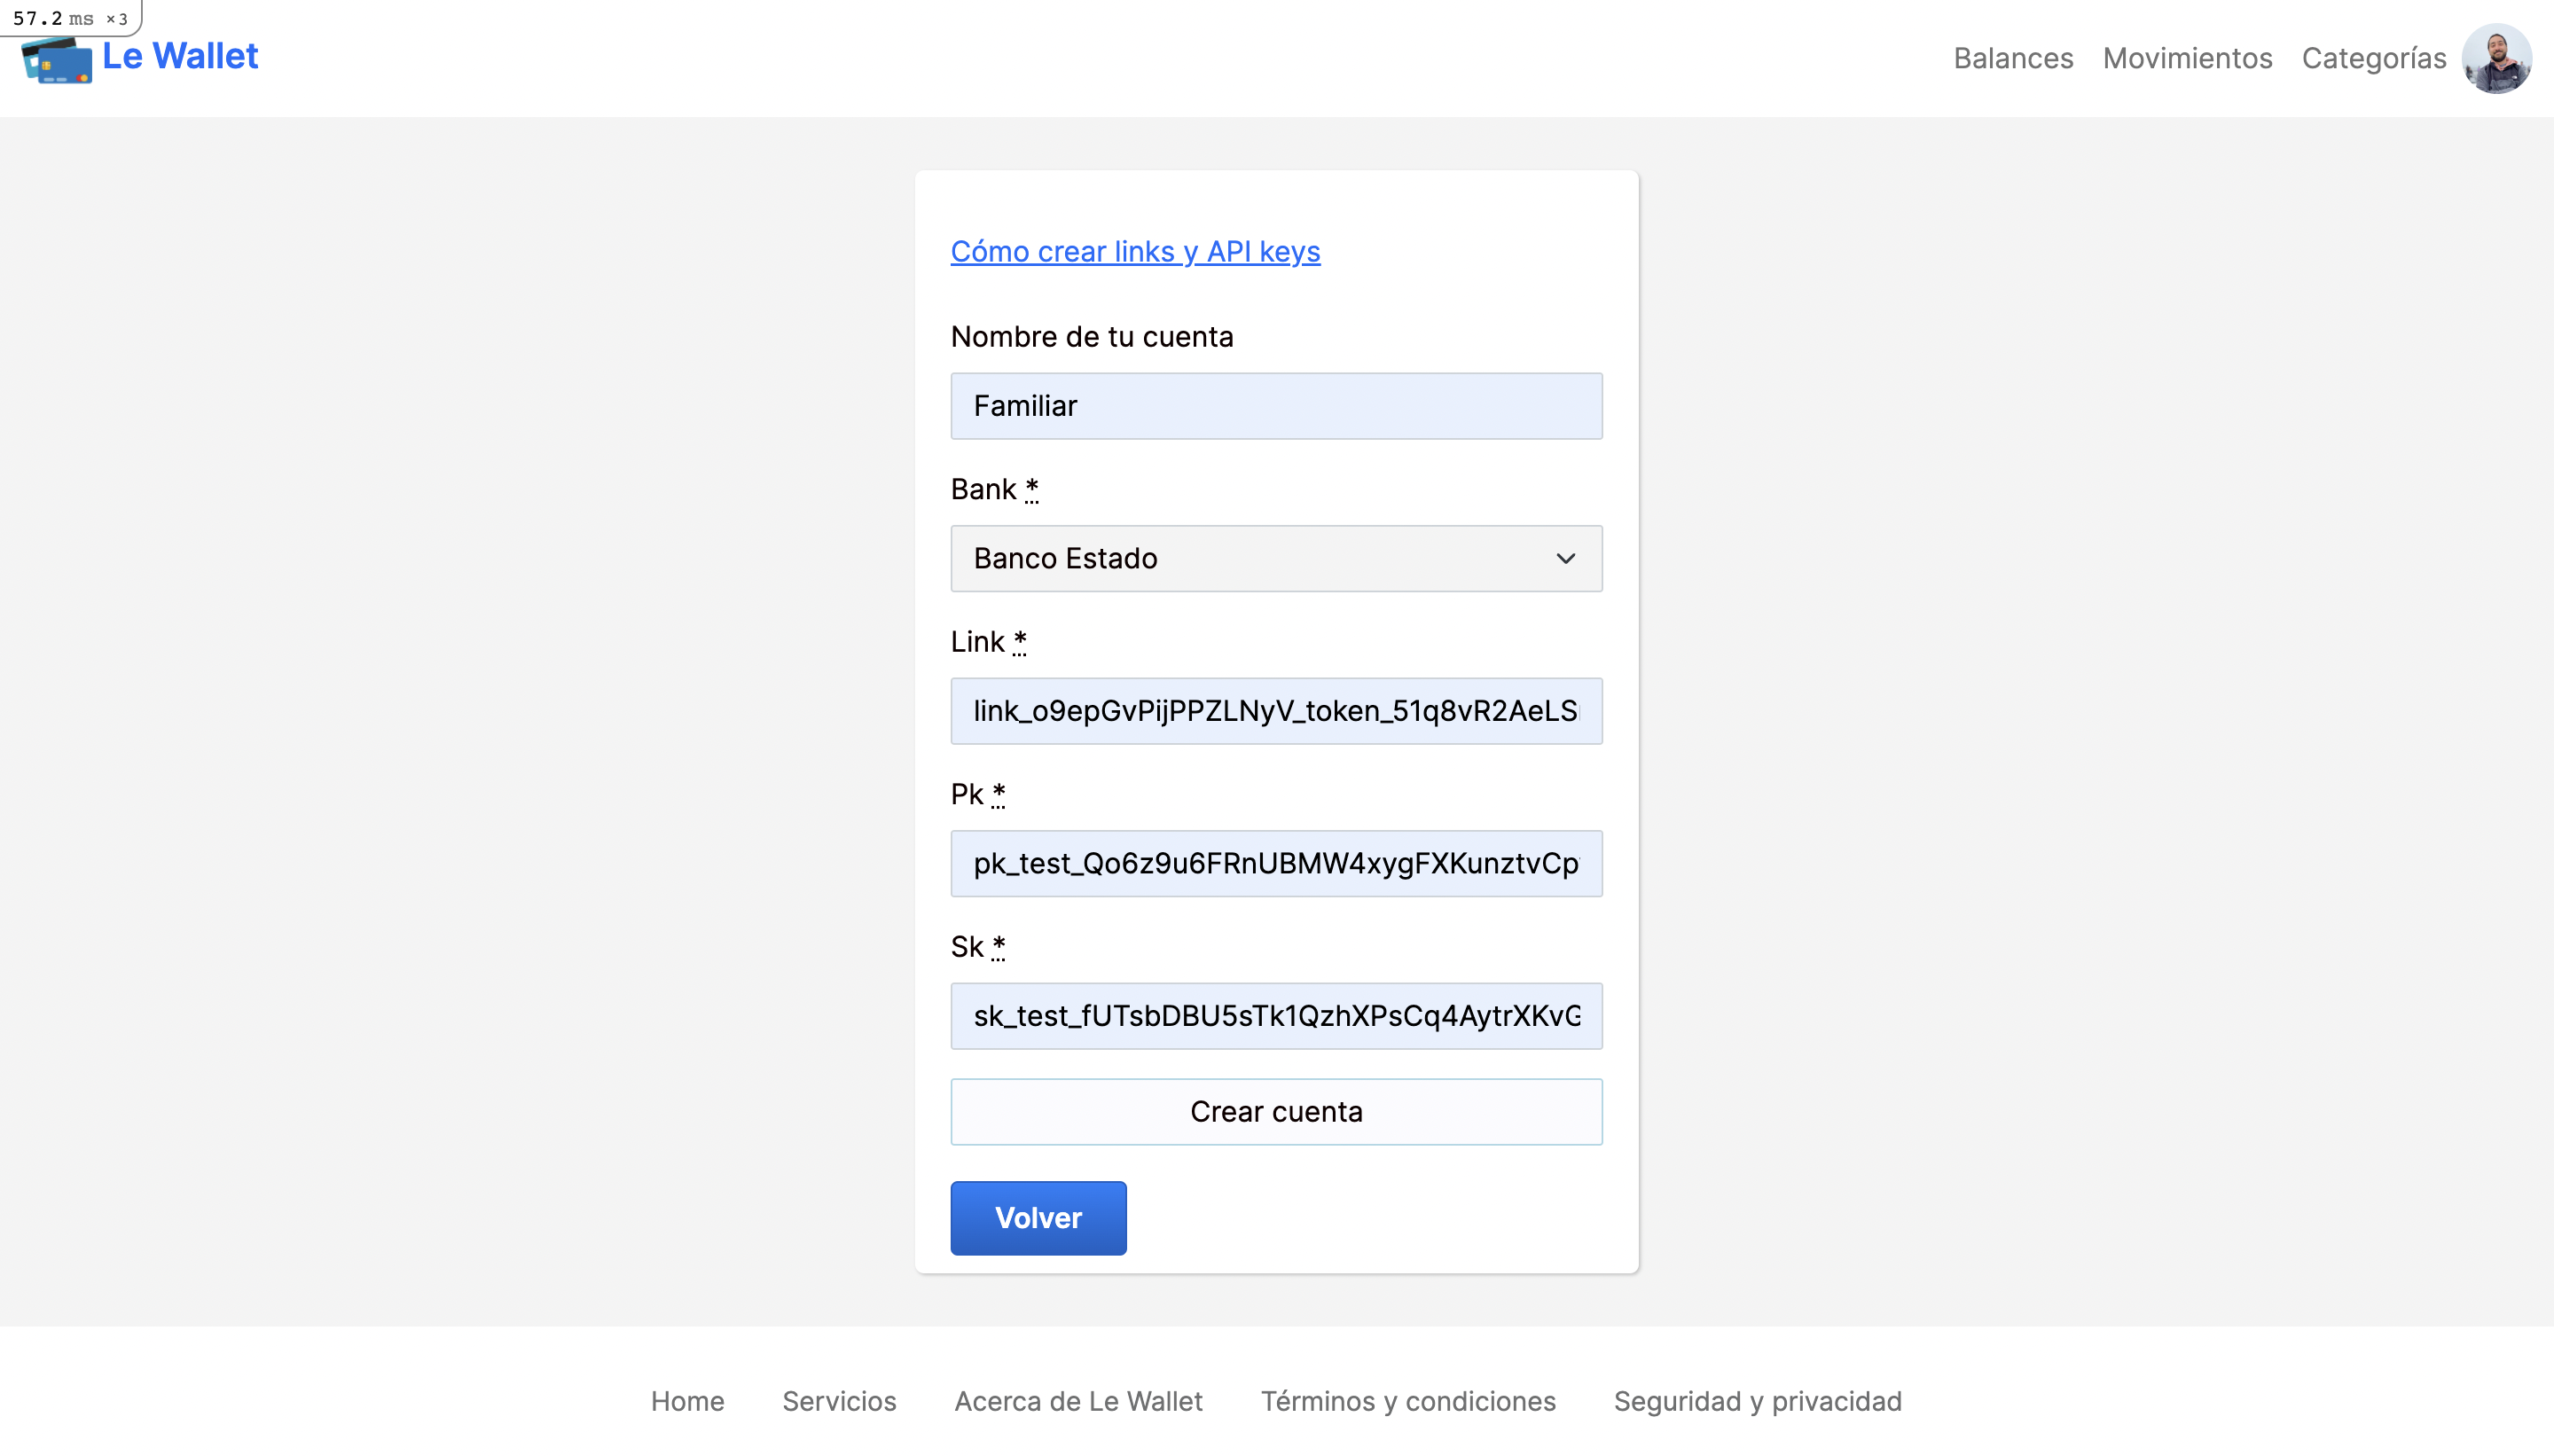 57.2 ms ×3
Le Wallet
Balances Movimientos Categorías
Cómo crear links y API keys
Nombre de tu cuenta
Familiar
Bank *
Banco Estado
Link *
link_o9epGvPijPPZLNyV_token_51q8vR2AeLS
Pk *
pk_test_Qo6z9u6FRnUBMW4xygFXKunztvCp
Sk *
sk_test_fUTsbDBU5sTk1QzhXPsCq4AytrXKvG
Crear cuenta
Volver
Home Servicios Acerca de Le Wallet Términos y condiciones Seguridad y privacidad